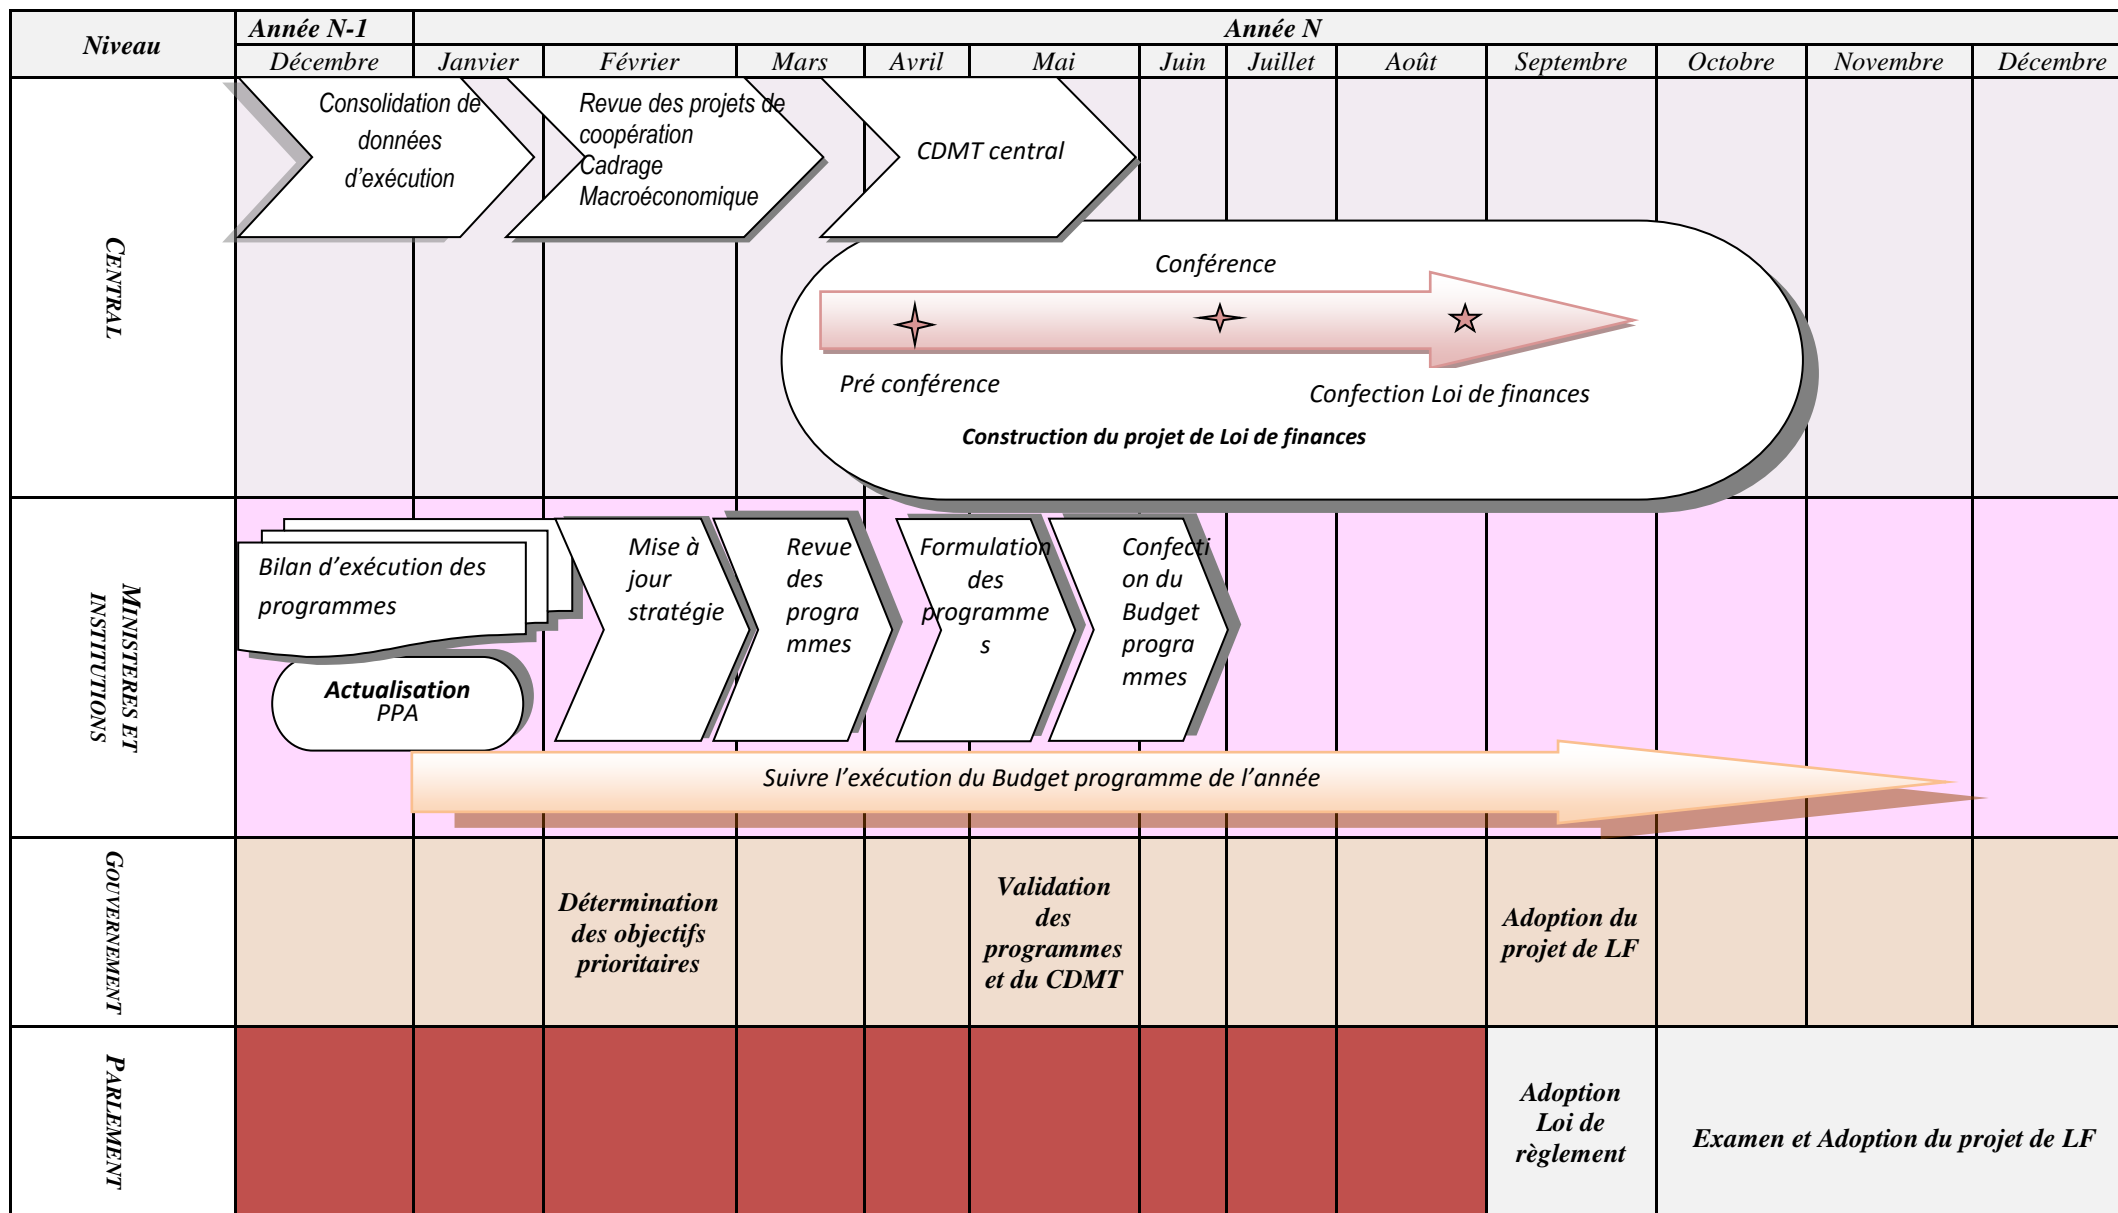 Niveau
Année N-1
Année N
Décembre
Janvier
Février
Mars
Avril
Mai
Juin
Juillet
Août
Septembre
Octobre
Novembre
Décembre
CENTRAL
Consolidation de
données
d’exécution
Revue des projets de
coopération
Cadrage
Macroéconomique
CDMT central
Conférence
Pré conférence
Confection Loi de finances
Construction du projet de Loi de finances
MINISTERES ET
INSTITUTIONS
Bilan d’exécution des
programmes
Actualisation
PPA
Mise à
jour
stratégie
Revue
des
progra
mmes
Formulation
des
programme
s
Confecti
on du
Budget
progra
mmes
Suivre l’exécution du Budget programme de l’année
GOUVERNEMENT
Détermination
des objectifs
prioritaires
Validation
des
programmes
et du CDMT
Adoption du
projet de LF
PARLEMENT
Adoption
Loi de
règlement
Examen et Adoption du projet de LF